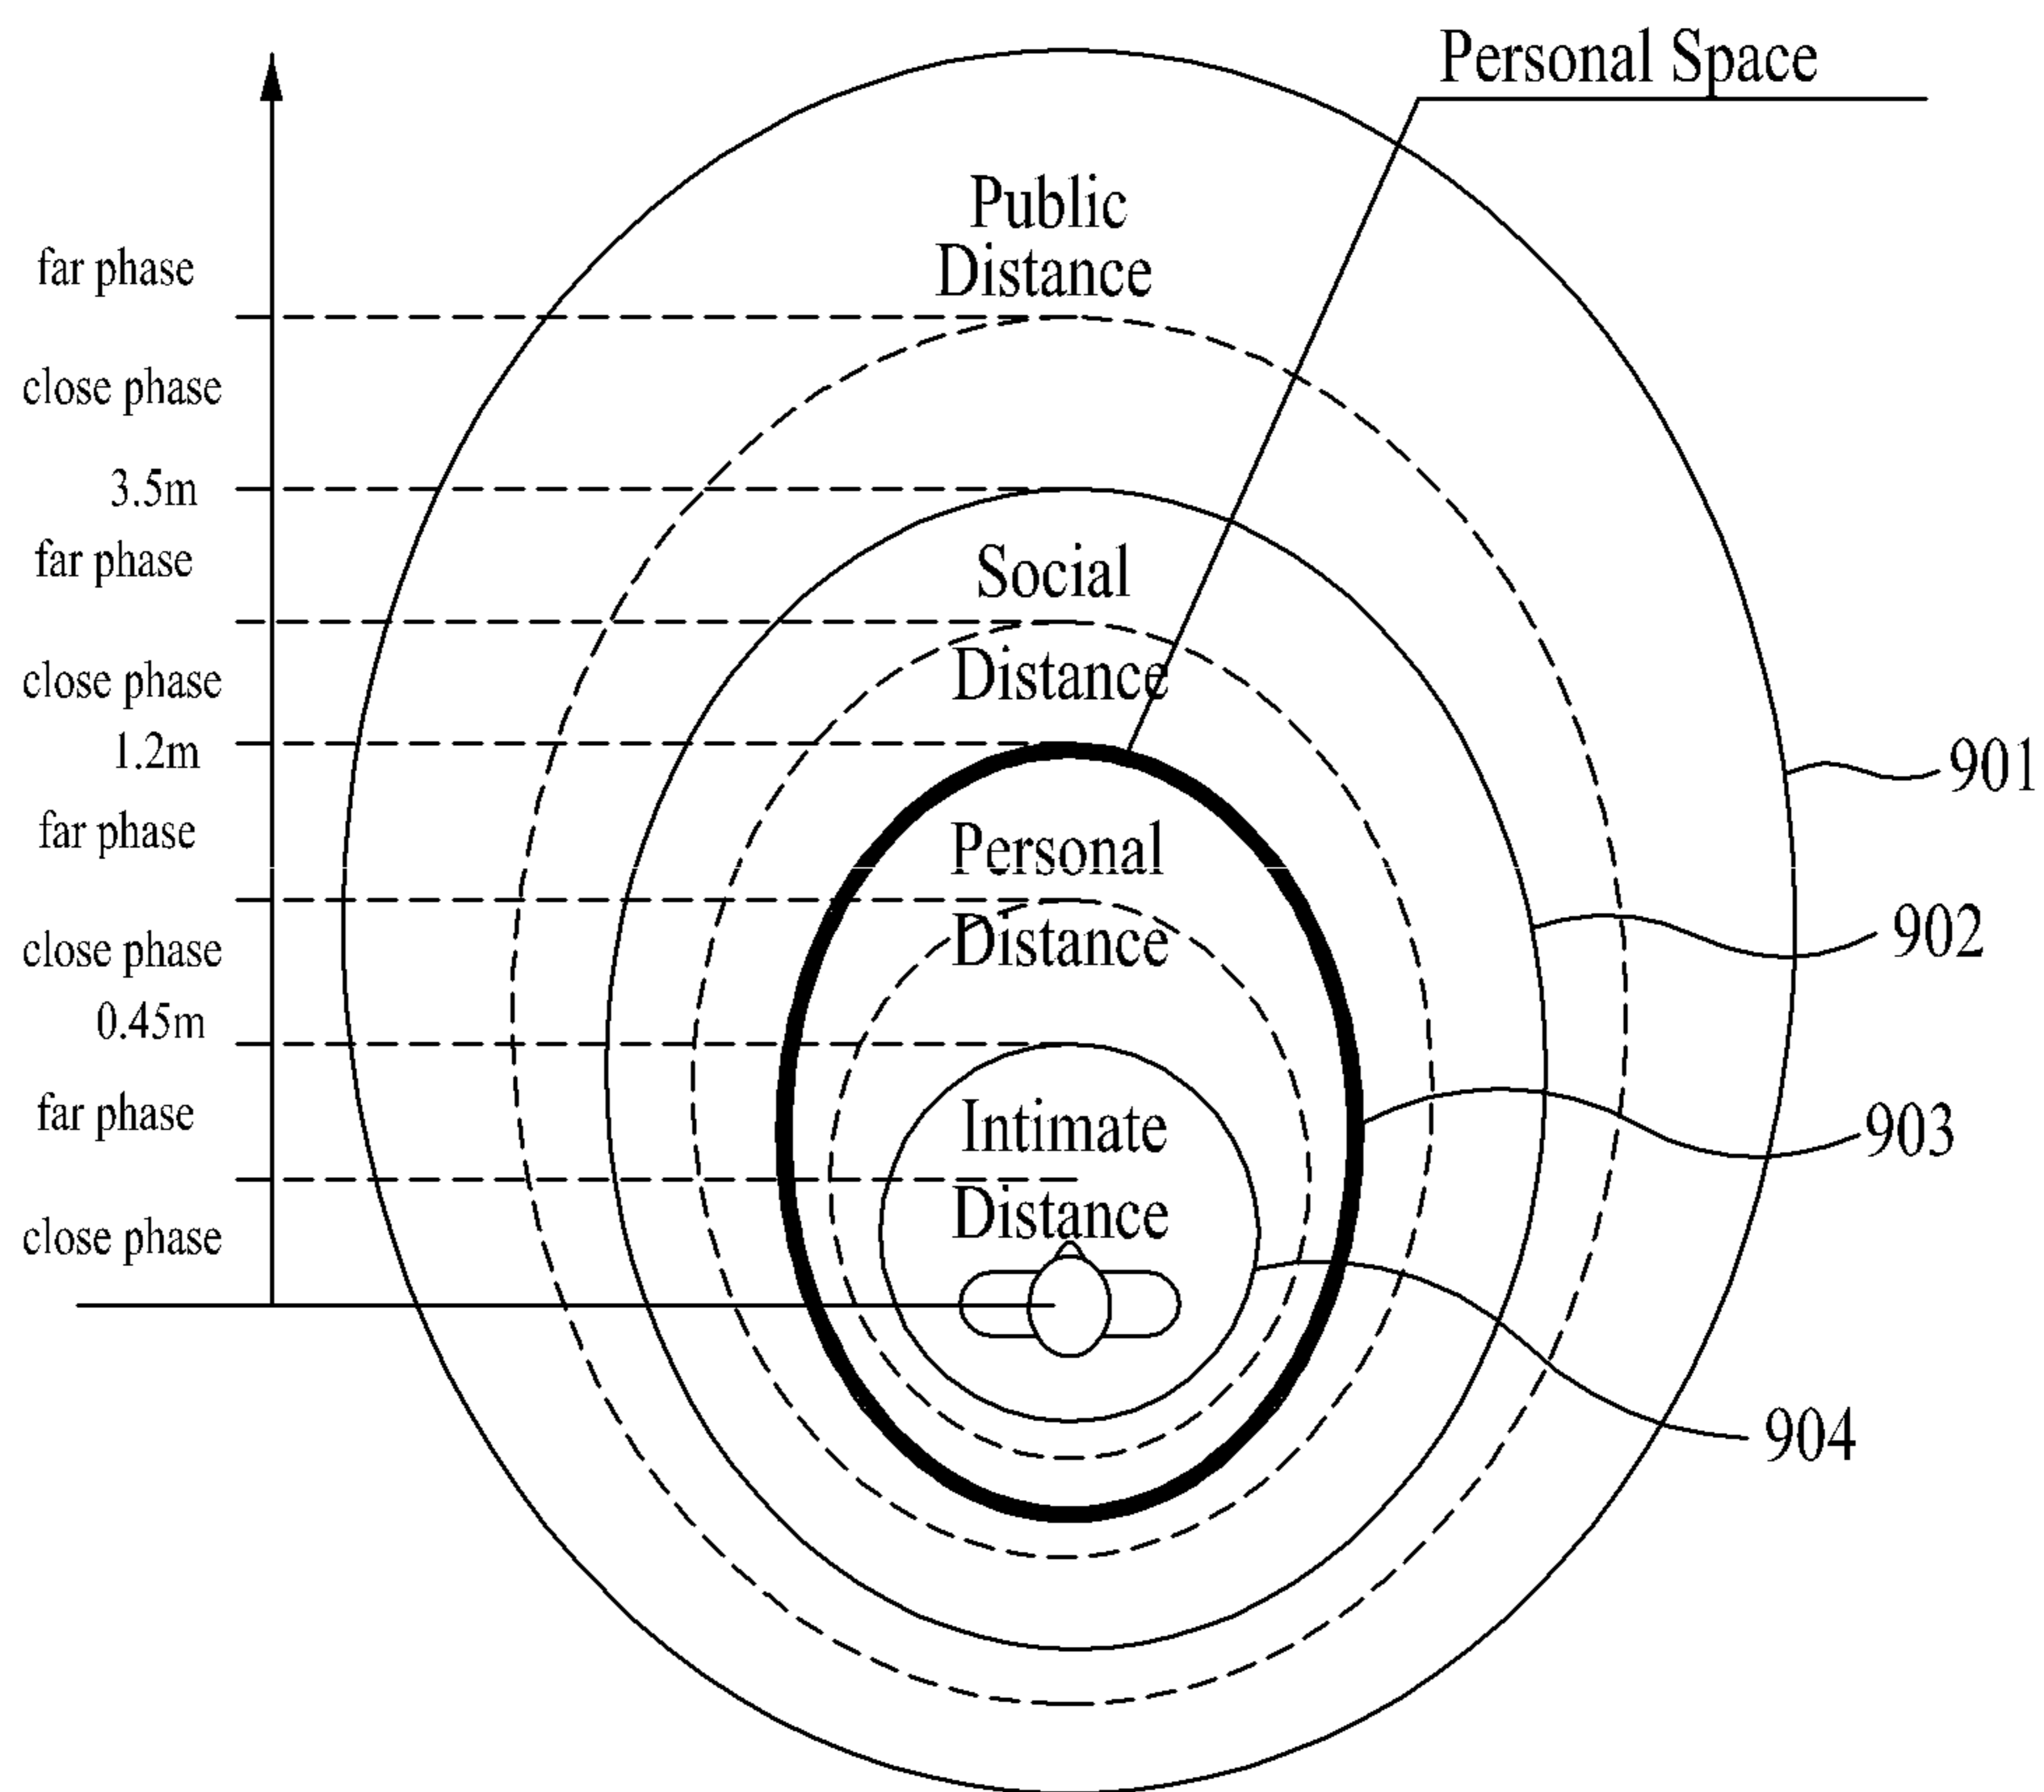 Personal Space
Public
Distance
far phase
close phase
3.5m
far phase
Social
close phase
Distance
1.2m
901
far phase
Personal
902
close phase
Distance
0.45m
far phase
Intimate
903
close phase
Distance
904